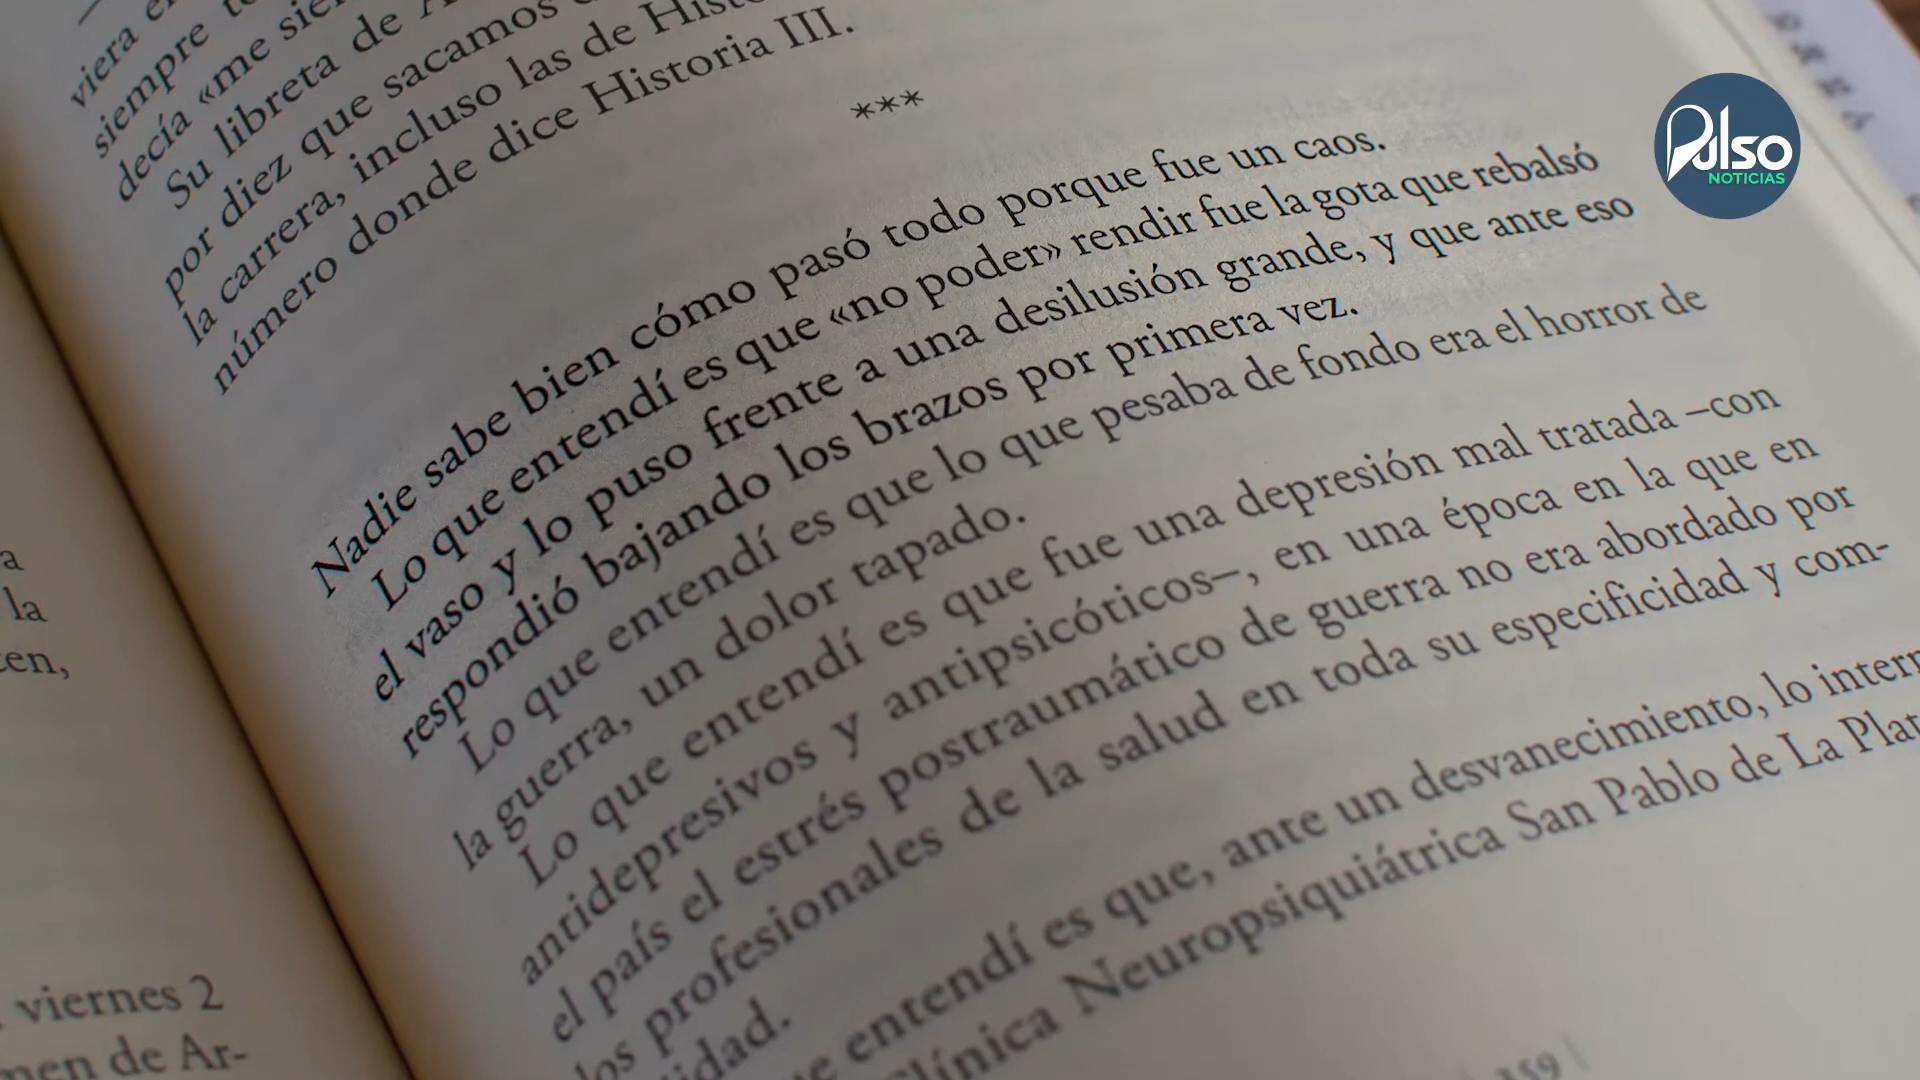 a
la
en,
viernes 2
men de Ar-
viera
siempre
decía «me
Su libreta de
por diez que sacamos
la carrera, incluso las de
número donde dice Historia III.
***
Nadie sabe bien cómo pasó todo porque fue un caos.
Lo que entendí es que «no poder» rendir fue la gota que rebalsó
el vaso y lo puso frente a una desilusión grande, y que ante eso
respondió bajando los brazos por primera vez.
Lo que entendí es que lo que pesaba de fondo era el horror de
la guerra, un dolor tapado.
Lo que entendí es que fue una depresión mal tratada –con
antidepresivos y antipsicóticos–, en una época en la que en
el país el estrés postraumático de guerra no era abordado por
los profesionales de la salud en toda su especificidad y com-
idad.
entendí es que, ante un desvanecimiento, lo intern
Clínica Neuropsiquiátrica San Pablo de La Plat
359
Pulso
NOTICIAS